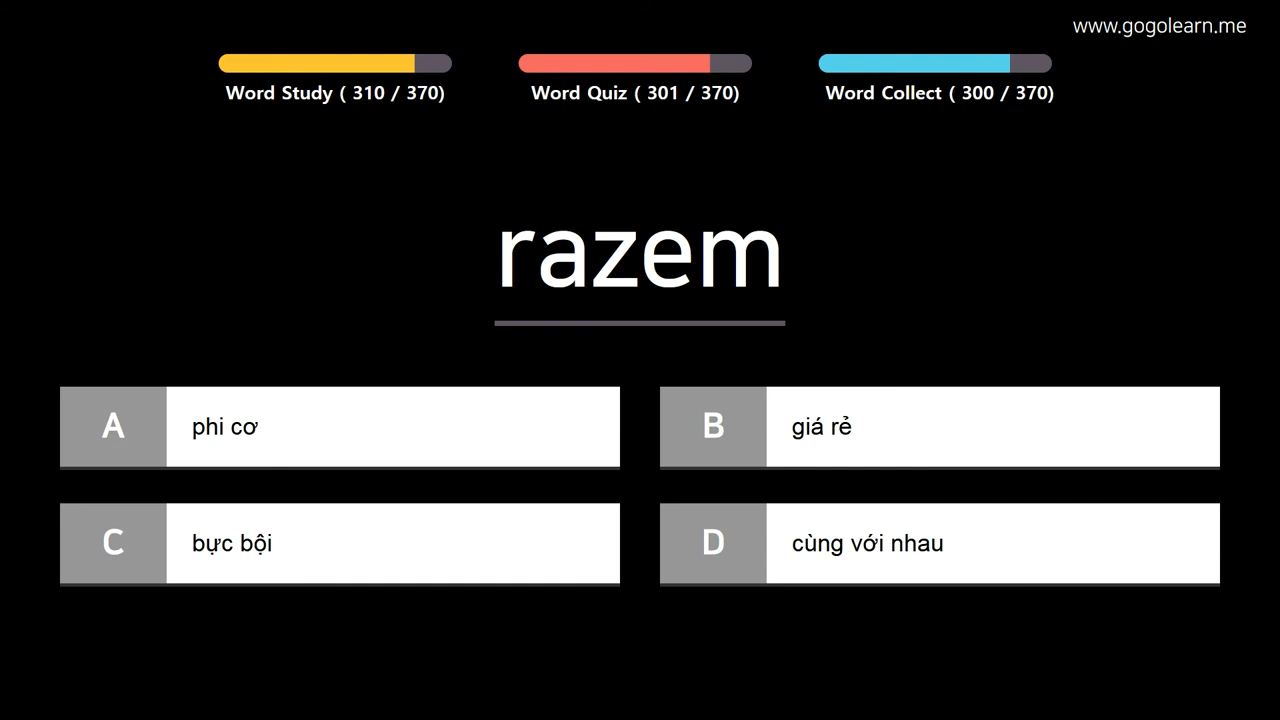 www.gogolearn.me
Word Study ( 310 / 370)
Word Quiz ( 301 / 370)
Word Collect ( 300 / 370)
razem
A phi cơ
B giá rẻ
C bực bội
D cùng với nhau